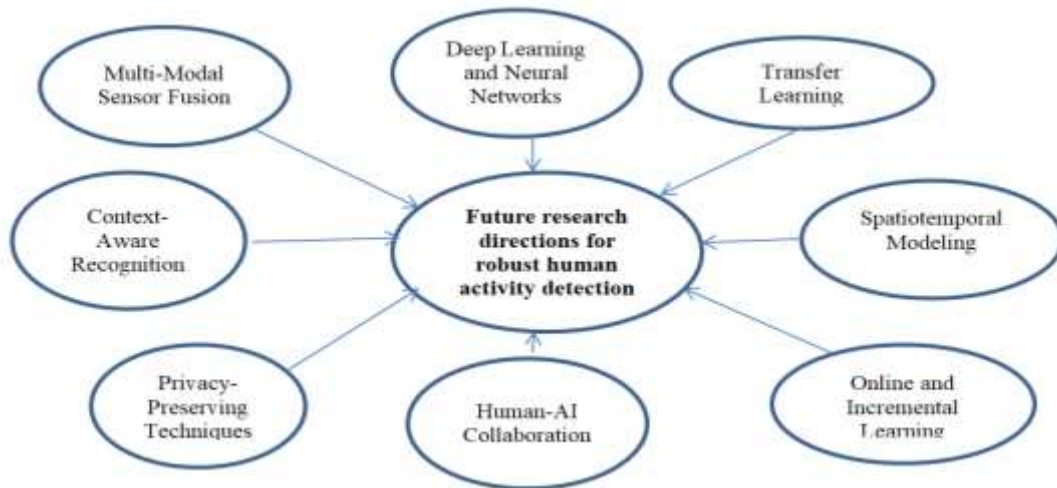 Multi-Modal
Sensor Fusion
Deep Learning
and Neural
Networks
Transfer
Learning
Context-
Aware
Recognition
Future research
directions for
robust human
activity detection
Spatiotemporal
Modeling
Privacy-
Preserving
Techniques
Human-AI
Collaboration
Online and
Incremental
Learning